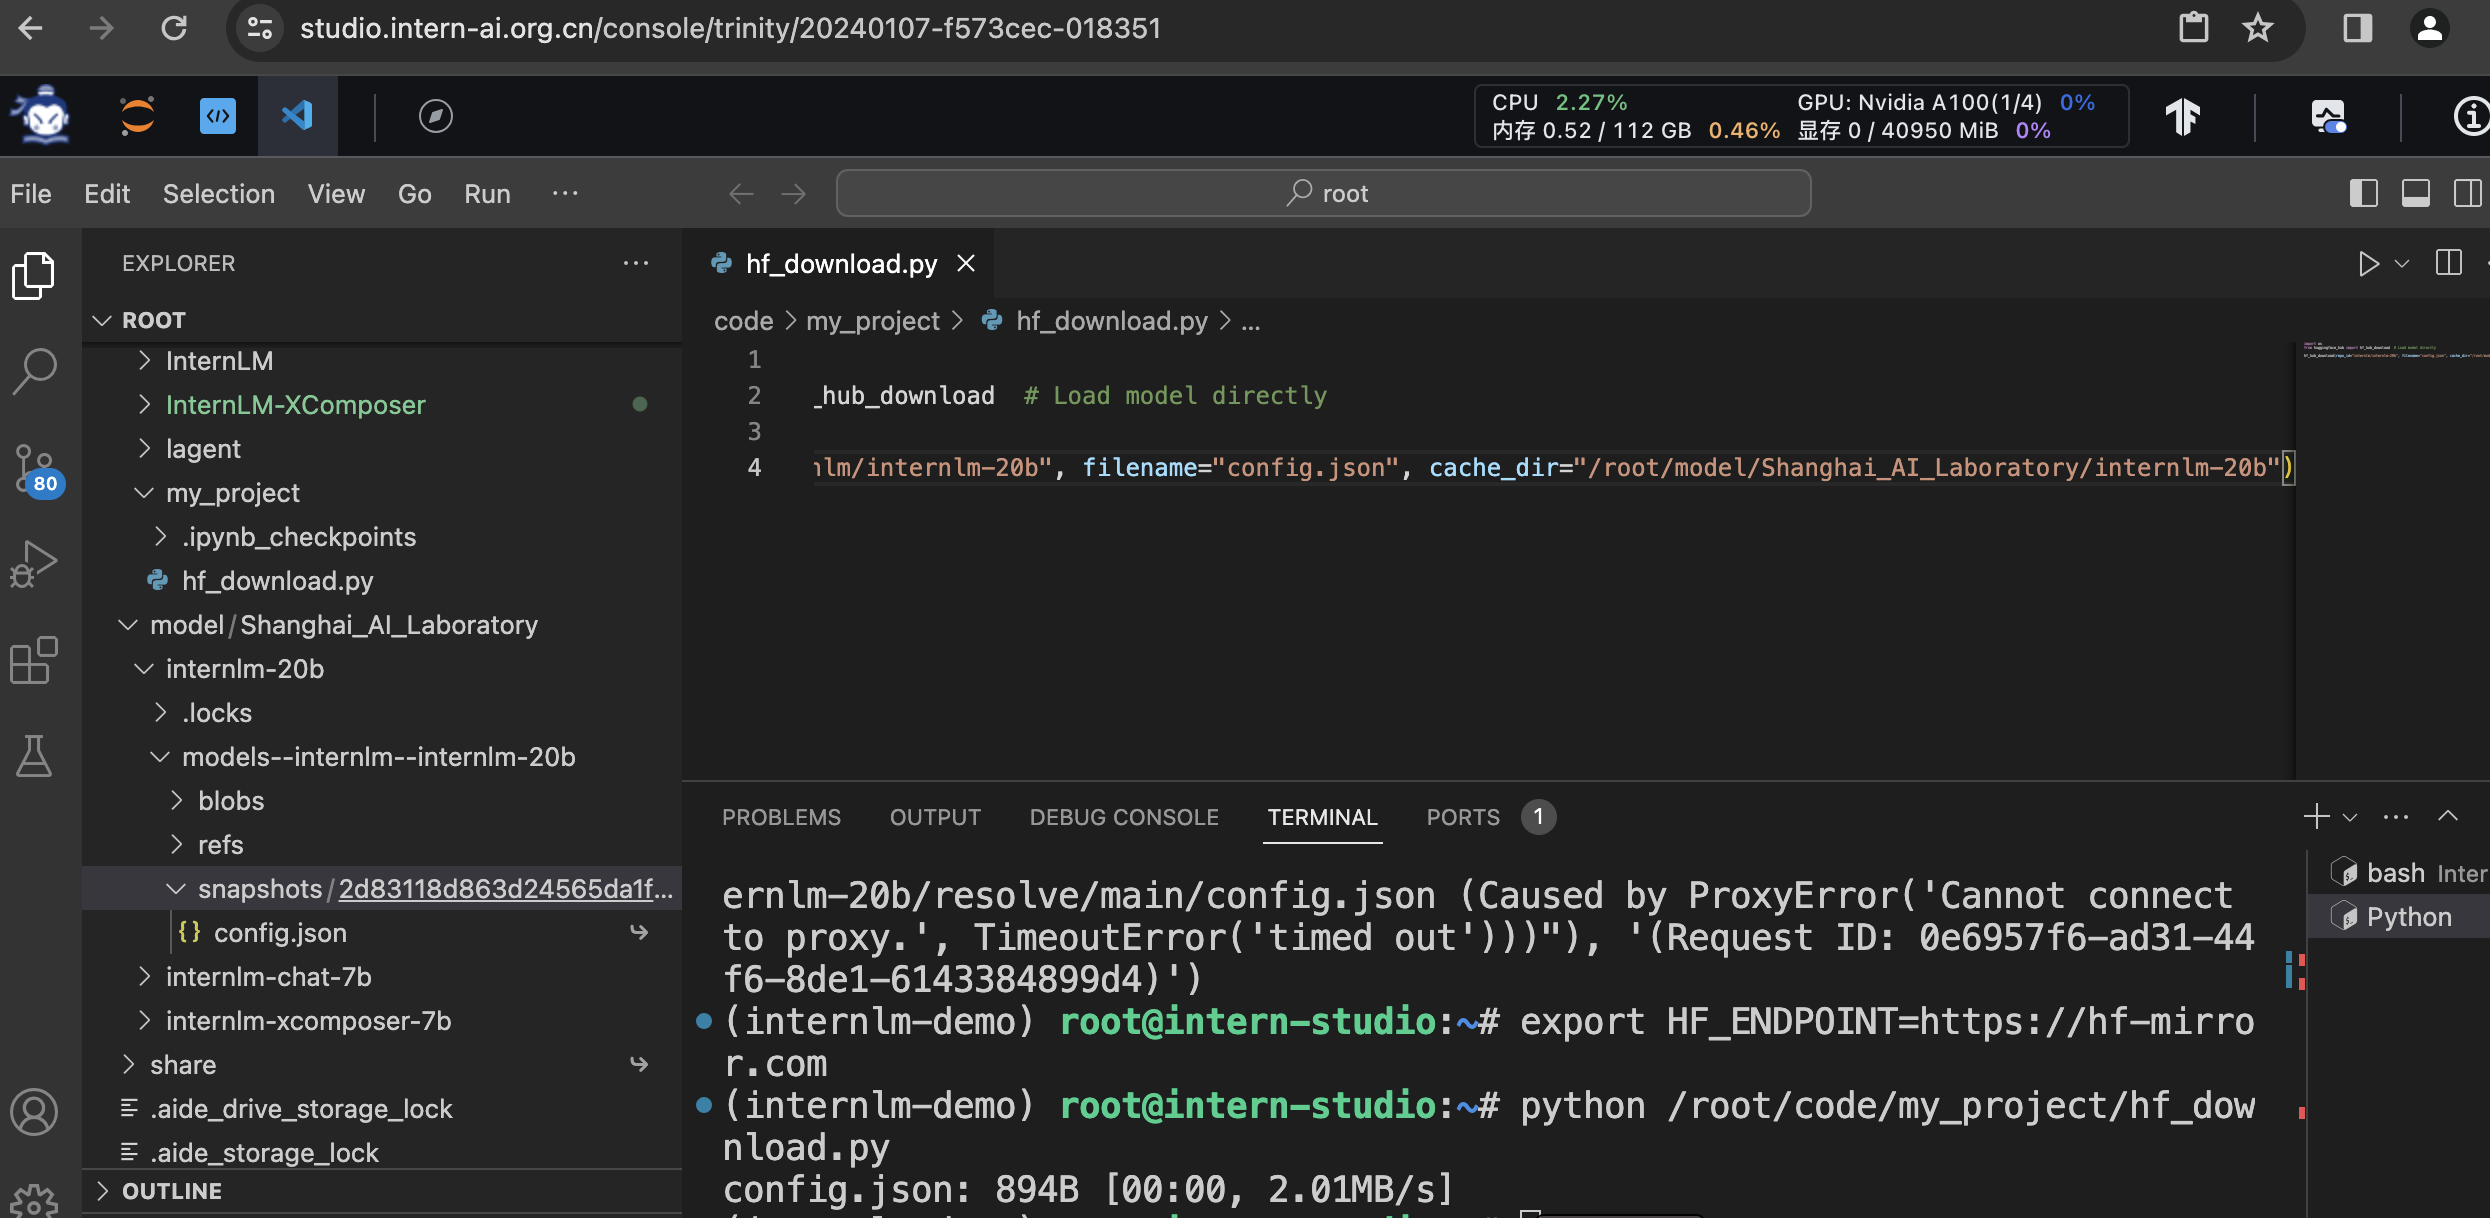 studio.intern-ai.org.cn/console/trinity/20240107-f573cec-018351
CPU 2.27% GPU: Nvidia A100(1/4) 0%
内存 0.52 / 112 GB 0.46% 显存 0 / 40950 MiB 0%
File Edit Selection View Go Run ···
root
EXPLORER
ROOT
InternLM
InternLM-XComposer
lagent
80
my_project
.ipynb_checkpoints
hf_download.py
model/Shanghai_AI_Laboratory
internlm-20b
.locks
models--internlm--internlm-20b
blobs
refs
snapshots/2d83118d863d24565da1f...
config.json
internlm-chat-7b
internlm-xcomposer-7b
share
.aide_drive_storage_lock
.aide_storage_lock
OUTLINE
hf_download.py
code > my_project > hf_download.py > ...
1
2 _hub_download # Load model directly
3
4 nlm/internlm-20b", filename="config.json", cache_dir="/root/model/Shanghai_AI_Laboratory/internlm-20b")
PROBLEMS OUTPUT DEBUG CONSOLE TERMINAL PORTS 1
ernlm-20b/resolve/main/config.json (Caused by ProxyError('Cannot connect
to proxy.', TimeoutError('timed out')))"), '(Request ID: 0e6957f6-ad31-44
f6-8de1-6143384899d4)')
(internlm-demo) root@intern-studio:~# export HF_ENDPOINT=https://hf-mirro
r.com
(internlm-demo) root@intern-studio:~# python /root/code/my_project/hf_dow
nload.py
config.json: 894B [00:00, 2.01MB/s]
bash Inter
Python